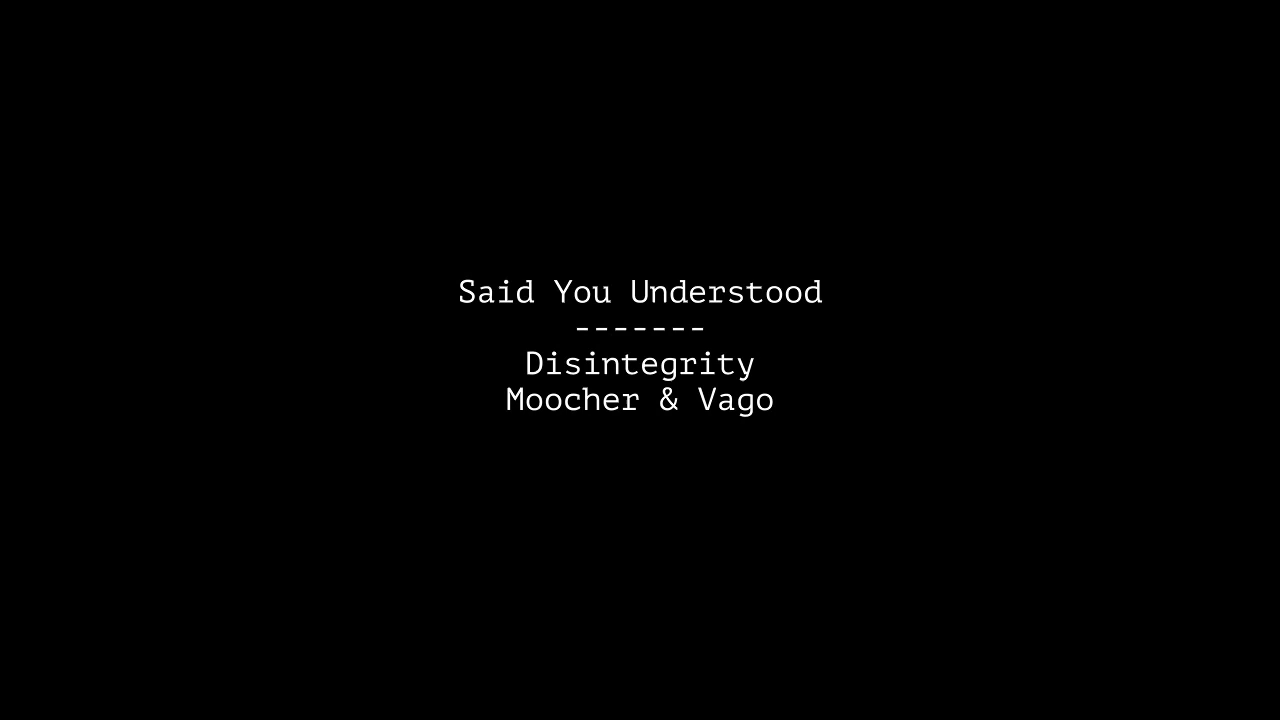 Said You Understood
-------
Disintegrity
Moocher & Vago